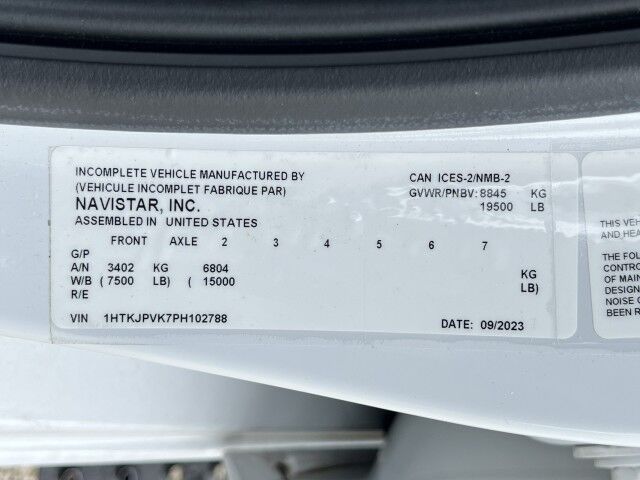 INCOMPLETE VEHICLE MANUFACTURED BY
(VEHICULE INCOMPLET FABRIQUE PAR)
NAVISTAR, INC.
ASSEMBLED IN UNITED STATES
CAN ICES-2/NMB-2
GVWR/PNBV: 8845 KG
19500 LB
FRONT AXLE 2 3 4 5 6 7
G/P
A/N 3402 KG 6804 KG
W/B ( 7500 LB) ( 15000 LB)
R/E
VIN 1HTKJPVK7PH102788
DATE: 09/2023
THIS VEH
AND HEA
THE FOLL
CONTRO
OF MAIN
DESIGN
NOISE C
BEEN R